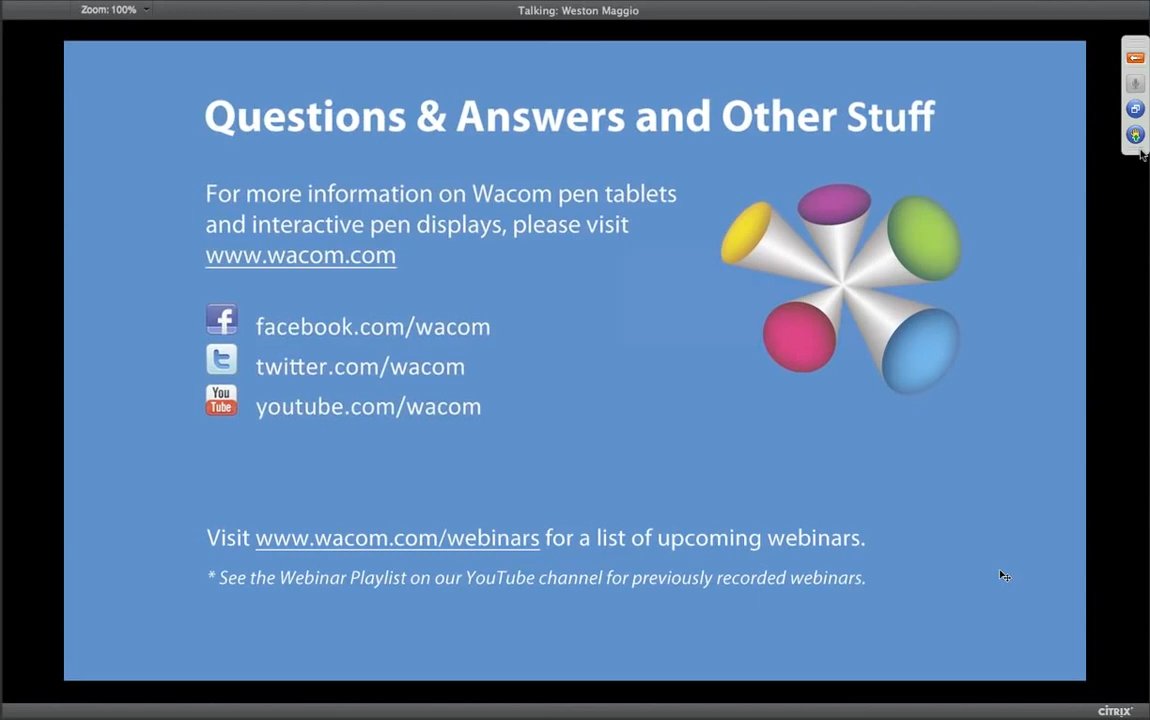 Zoom: 100%
Talking: Weston Maggio
Questions & Answers and Other Stuff
For more information on Wacom pen tablets
and interactive pen displays, please visit
www.wacom.com
f
facebook.com/wacom
t
twitter.com/wacom
You
Tube
youtube.com/wacom
Visit www.wacom.com/webinars for a list of upcoming webinars.
* See the Webinar Playlist on our YouTube channel for previously recorded webinars.
CITRIX